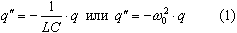 q″ = −1/LC · q или q″ = −ω₀² · q (1)